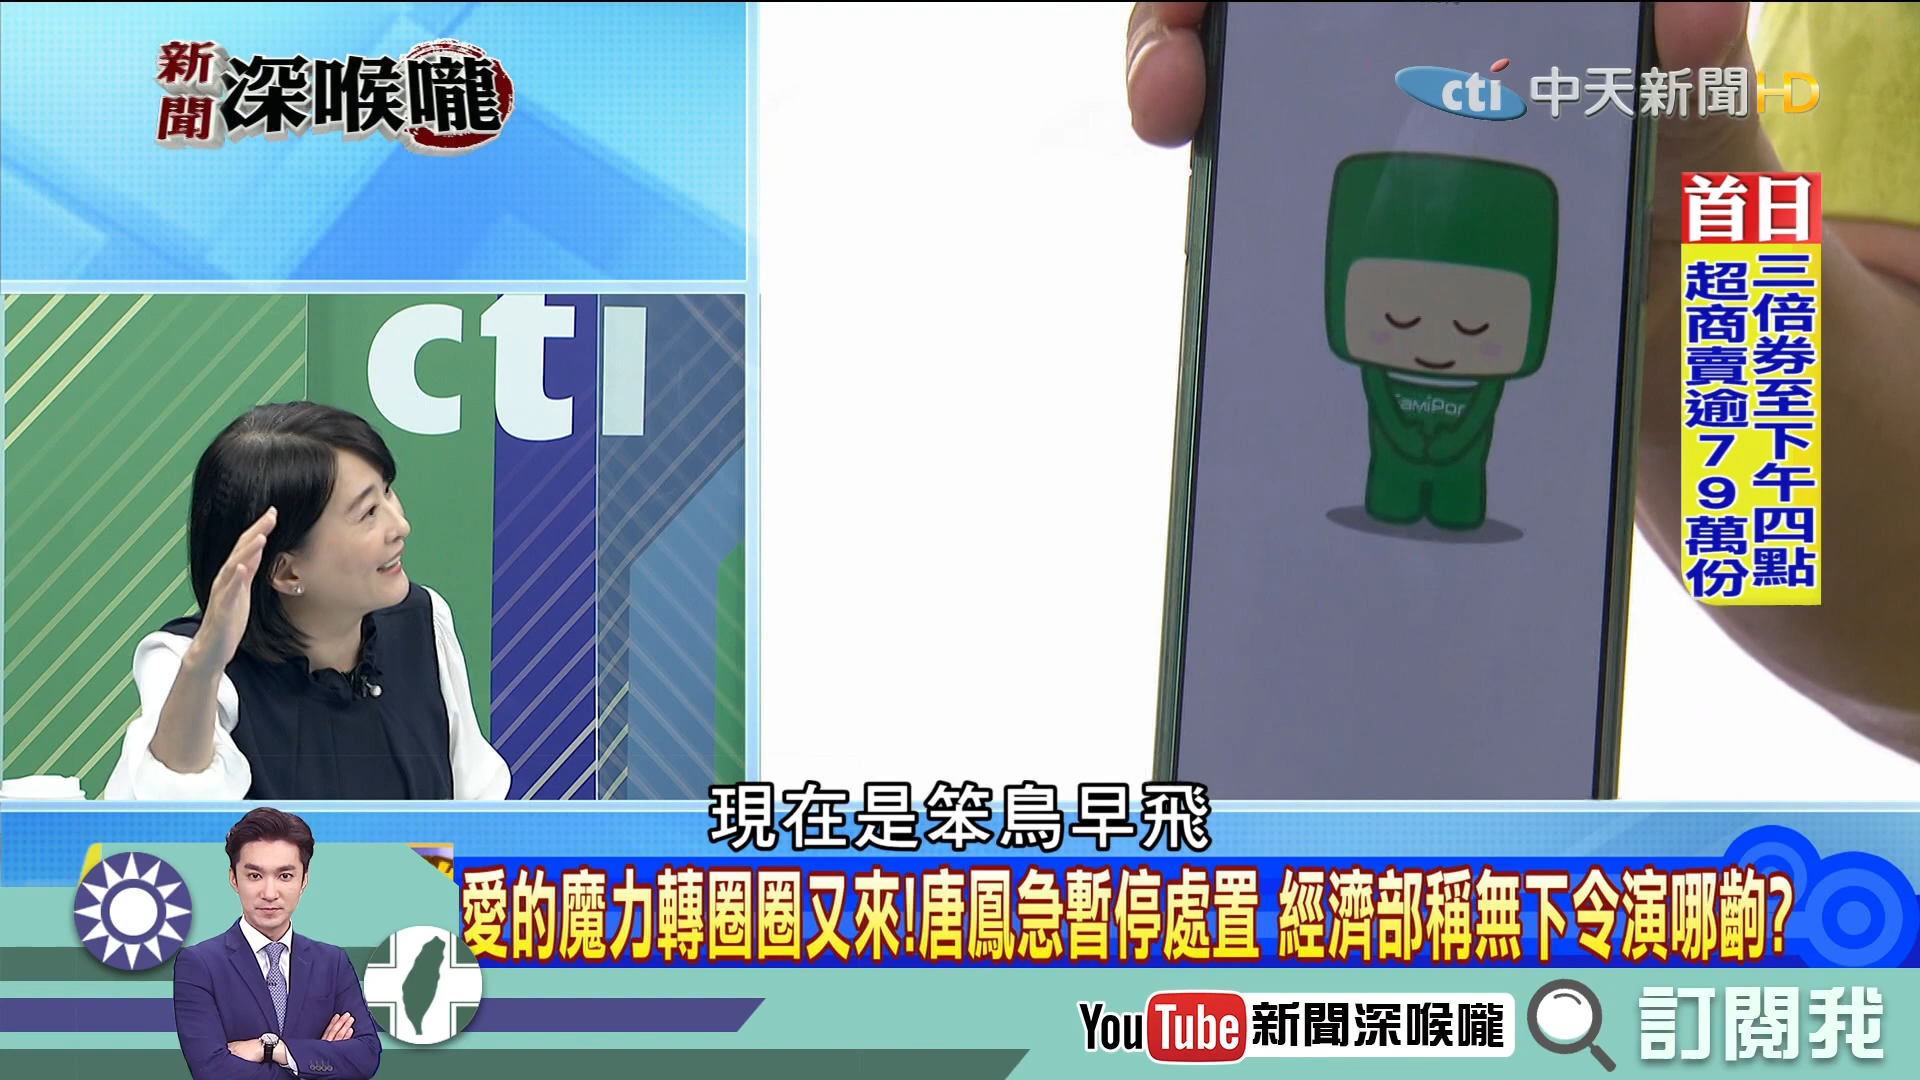 新聞
深喉嚨
cti 中天新聞HD
首日
三倍券至下午四點
超商賣逾79萬份
cti
FamiPor
現在是笨鳥早飛
愛的魔力轉圈圈又來!唐鳳急暫停處置 經濟部稱無下令演哪齣?
YouTube 新聞深喉嚨
訂閱我